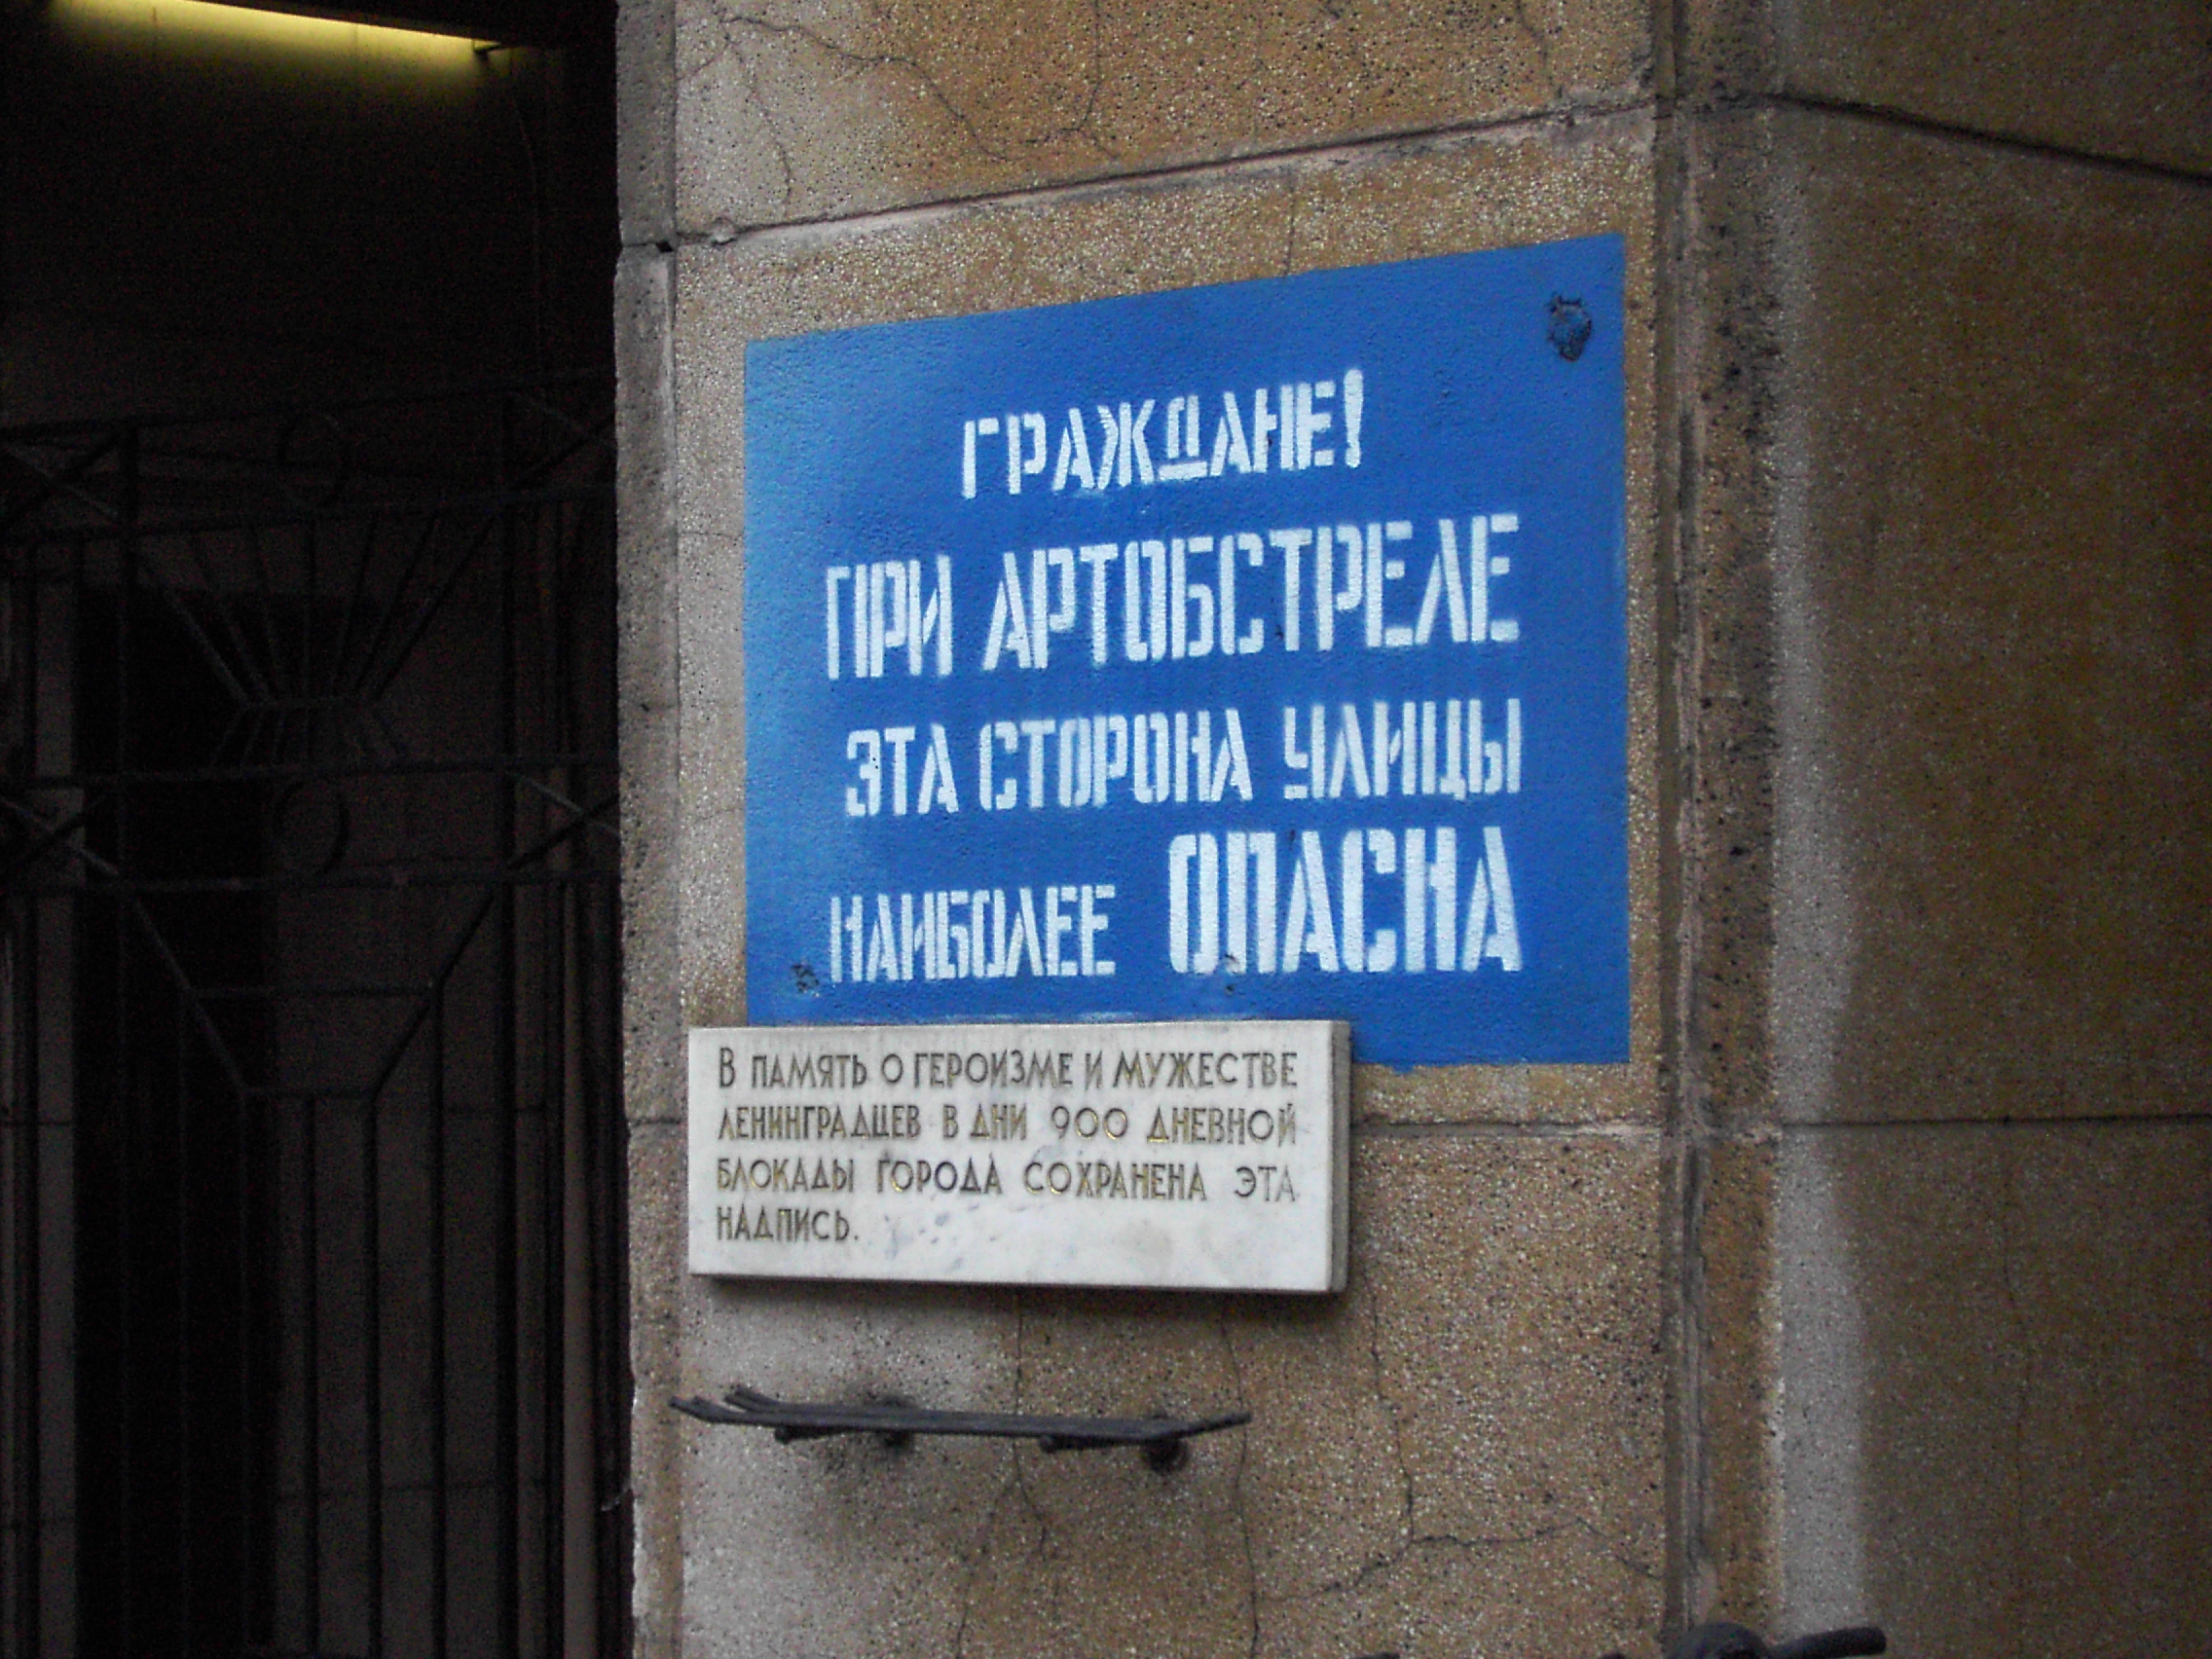 ГРАЖДАНЕ!
ПРИ АРТОБСТРЕЛЕ
ЭТА СТОРОНА УЛИЦЫ
НАИБОЛЕЕ ОПАСНА
В ПАМЯТЬ О ГЕРОИЗМЕ И МУЖЕСТВЕ
ЛЕНИНГРАДЦЕВ В ДНИ 900 ДНЕВНОЙ
БЛОКАДЫ ГОРОДА СОХРАНЕНА ЭТА
НАДПИСЬ.